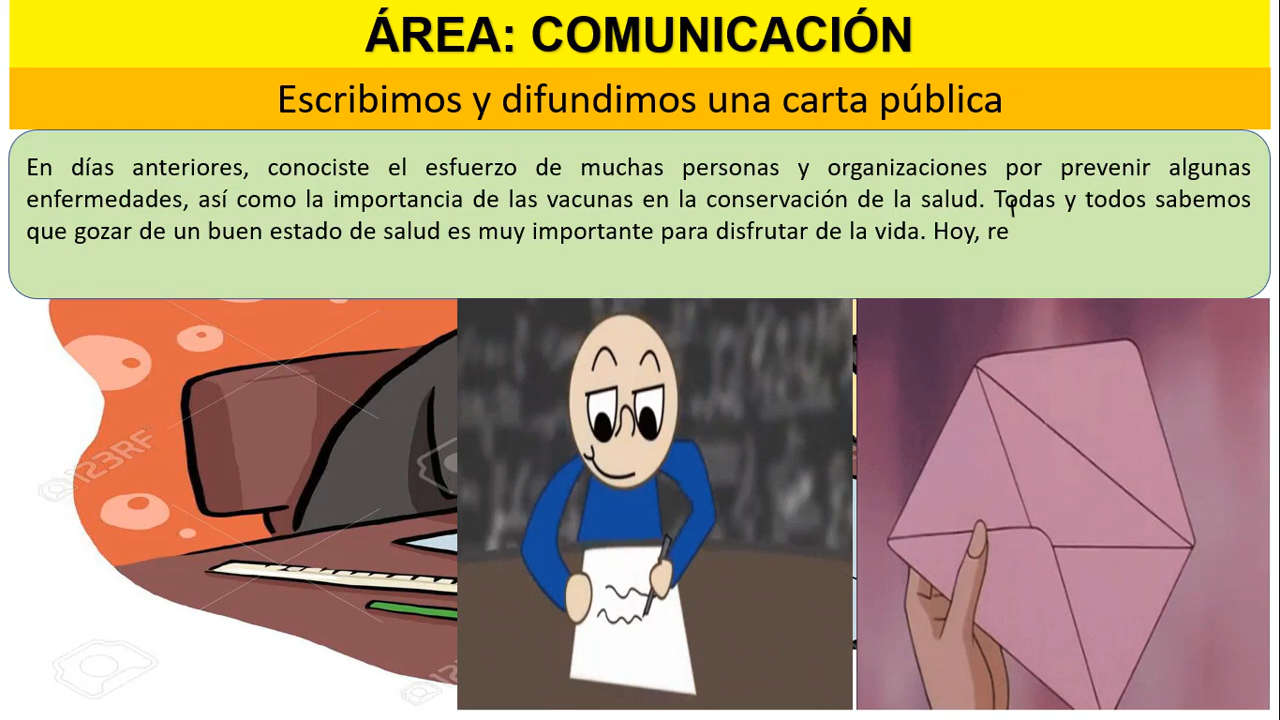 ÁREA: COMUNICACIÓN
Escribimos y difundimos una carta pública
En días anteriores, conociste el esfuerzo de muchas personas y organizaciones por prevenir algunas
enfermedades, así como la importancia de las vacunas en la conservación de la salud. Todas y todos sabemos
que gozar de un buen estado de salud es muy importante para disfrutar de la vida. Hoy, re
123RF